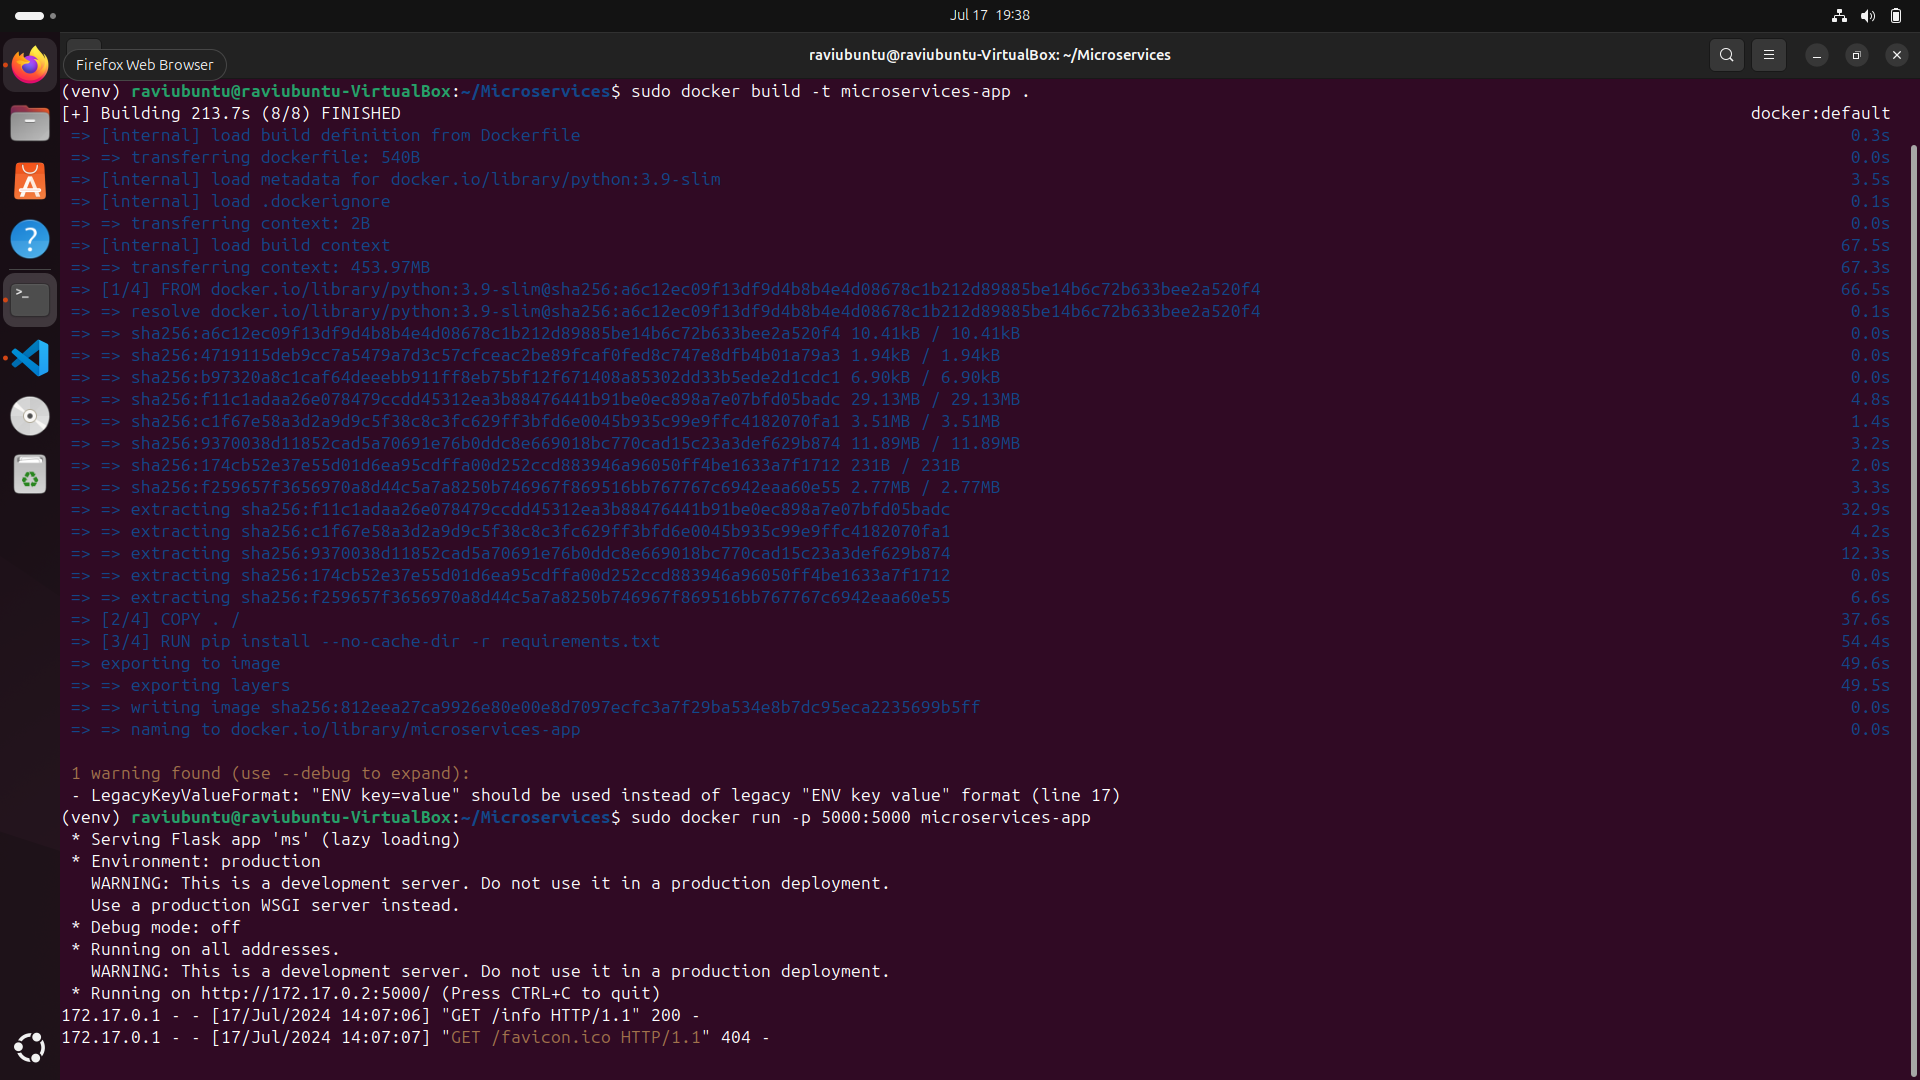 Jul 17 19:38
raviubuntu@raviubuntu-VirtualBox: ~/Microservices
Firefox Web Browser
(venv) raviubuntu@raviubuntu-VirtualBox:~/Microservices$ sudo docker build -t microservices-app .
[+] Building 213.7s (8/8) FINISHED docker:default
=> [internal] load build definition from Dockerfile 0.3s
=> => transferring dockerfile: 540B 0.0s
=> [internal] load metadata for docker.io/library/python:3.9-slim 3.5s
=> [internal] load .dockerignore 0.1s
=> => transferring context: 2B 0.0s
=> [internal] load build context 67.5s
=> => transferring context: 453.97MB 67.3s
=> [1/4] FROM docker.io/library/python:3.9-slim@sha256:a6c12ec09f13df9d4b8b4e4d08678c1b212d89885be14b6c72b633bee2a520f4 66.5s
=> => resolve docker.io/library/python:3.9-slim@sha256:a6c12ec09f13df9d4b8b4e4d08678c1b212d89885be14b6c72b633bee2a520f4 0.1s
=> => sha256:a6c12ec09f13df9d4b8b4e4d08678c1b212d89885be14b6c72b633bee2a520f4 10.41kB / 10.41kB 0.0s
=> => sha256:4719115deb9cc7a5479a7d3c57cfceac2be89fcaf0fed8c747e8dfb4b01a79a3 1.94kB / 1.94kB 0.0s
=> => sha256:b97320a8c1caf64deeebb911ff8eb75bf12f671408a85302dd33b5ede2d1cdc1 6.90kB / 6.90kB 0.0s
=> => sha256:f11c1adaa26e078479ccdd45312ea3b88476441b91be0ec898a7e07bfd05badc 29.13MB / 29.13MB 4.8s
=> => sha256:c1f67e58a3d2a9d9c5f38c8c3fc629ff3bfd6e0045b935c99e9ffc4182070fa1 3.51MB / 3.51MB 1.4s
=> => sha256:9370038d11852cad5a70691e76b0ddc8e669018bc770cad15c23a3def629b874 11.89MB / 11.89MB 3.2s
=> => sha256:174cb52e37e55d01d6ea95cdffa00d252ccd883946a96050ff4be1633a7f1712 231B / 231B 2.0s
=> => sha256:f259657f3656970a8d44c5a7a8250b746967f869516bb767767c6942eaa60e55 2.77MB / 2.77MB 3.3s
=> => extracting sha256:f11c1adaa26e078479ccdd45312ea3b88476441b91be0ec898a7e07bfd05badc 32.9s
=> => extracting sha256:c1f67e58a3d2a9d9c5f38c8c3fc629ff3bfd6e0045b935c99e9ffc4182070fa1 4.2s
=> => extracting sha256:9370038d11852cad5a70691e76b0ddc8e669018bc770cad15c23a3def629b874 12.3s
=> => extracting sha256:174cb52e37e55d01d6ea95cdffa00d252ccd883946a96050ff4be1633a7f1712 0.0s
=> => extracting sha256:f259657f3656970a8d44c5a7a8250b746967f869516bb767767c6942eaa60e55 6.6s
=> [2/4] COPY . / 37.6s
=> [3/4] RUN pip install --no-cache-dir -r requirements.txt 54.4s
=> exporting to image 49.6s
=> => exporting layers 49.5s
=> => writing image sha256:812eea27ca9926e80e00e8d7097ecfc3a7f29ba534e8b7dc95eca2235699b5ff 0.0s
=> => naming to docker.io/library/microservices-app 0.0s
1 warning found (use --debug to expand):
- LegacyKeyValueFormat: "ENV key=value" should be used instead of legacy "ENV key value" format (line 17)
(venv) raviubuntu@raviubuntu-VirtualBox:~/Microservices$ sudo docker run -p 5000:5000 microservices-app
* Serving Flask app 'ms' (lazy loading)
* Environment: production
WARNING: This is a development server. Do not use it in a production deployment.
Use a production WSGI server instead.
* Debug mode: off
* Running on all addresses.
WARNING: This is a development server. Do not use it in a production deployment.
* Running on http://172.17.0.2:5000/ (Press CTRL+C to quit)
172.17.0.1 - - [17/Jul/2024 14:07:06] "GET /info HTTP/1.1" 200 -
172.17.0.1 - - [17/Jul/2024 14:07:07] "GET /favicon.ico HTTP/1.1" 404 -